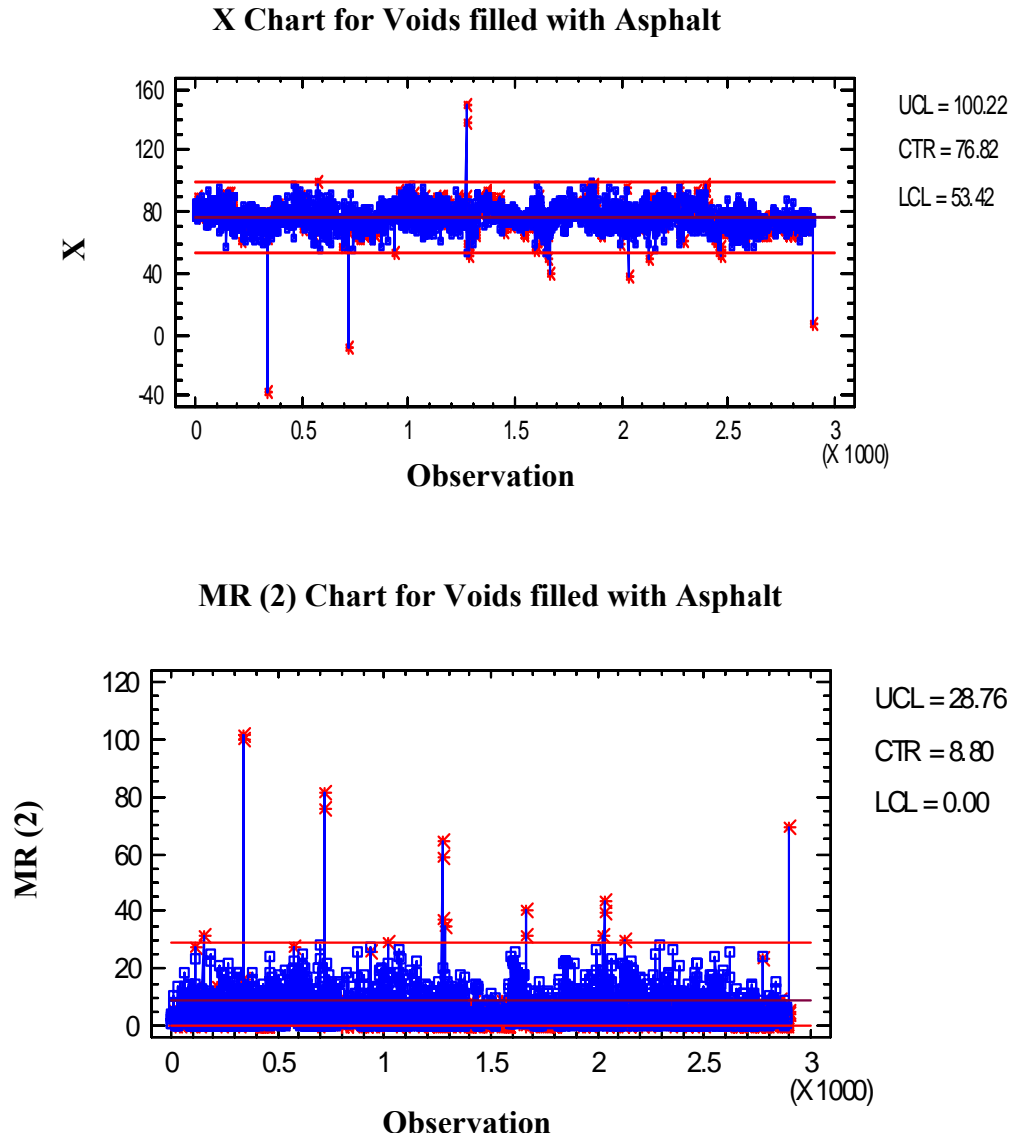 X Chart for Voids filled with Asphalt
160
120
80
40
0
-40
X
UCL = 100.22
CTR = 76.82
LCL = 53.42
0 0.5 1 1.5 2 2.5 3
(X 1000)
Observation
MR (2) Chart for Voids filled with Asphalt
120
100
80
60
40
20
0
MR (2)
UCL = 28.76
CTR = 8.80
LCL = 0.00
0 0.5 1 1.5 2 2.5 3
(X 1000)
Observation